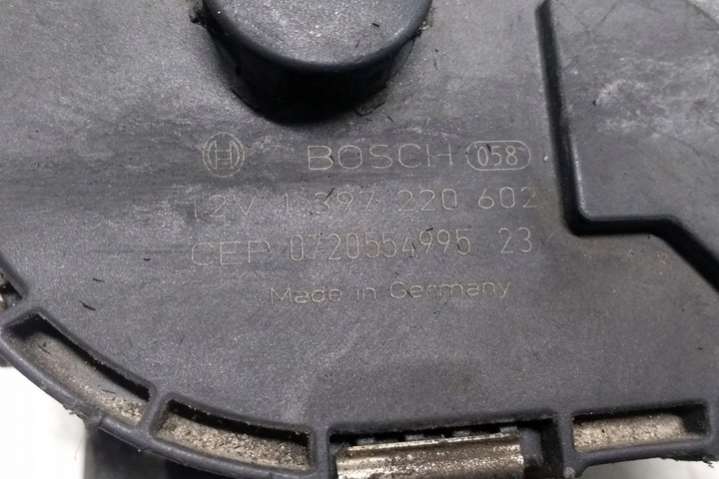 BOSCH 058
12V 1 397 220 602
CEP 0720554995 23
Made in Germany